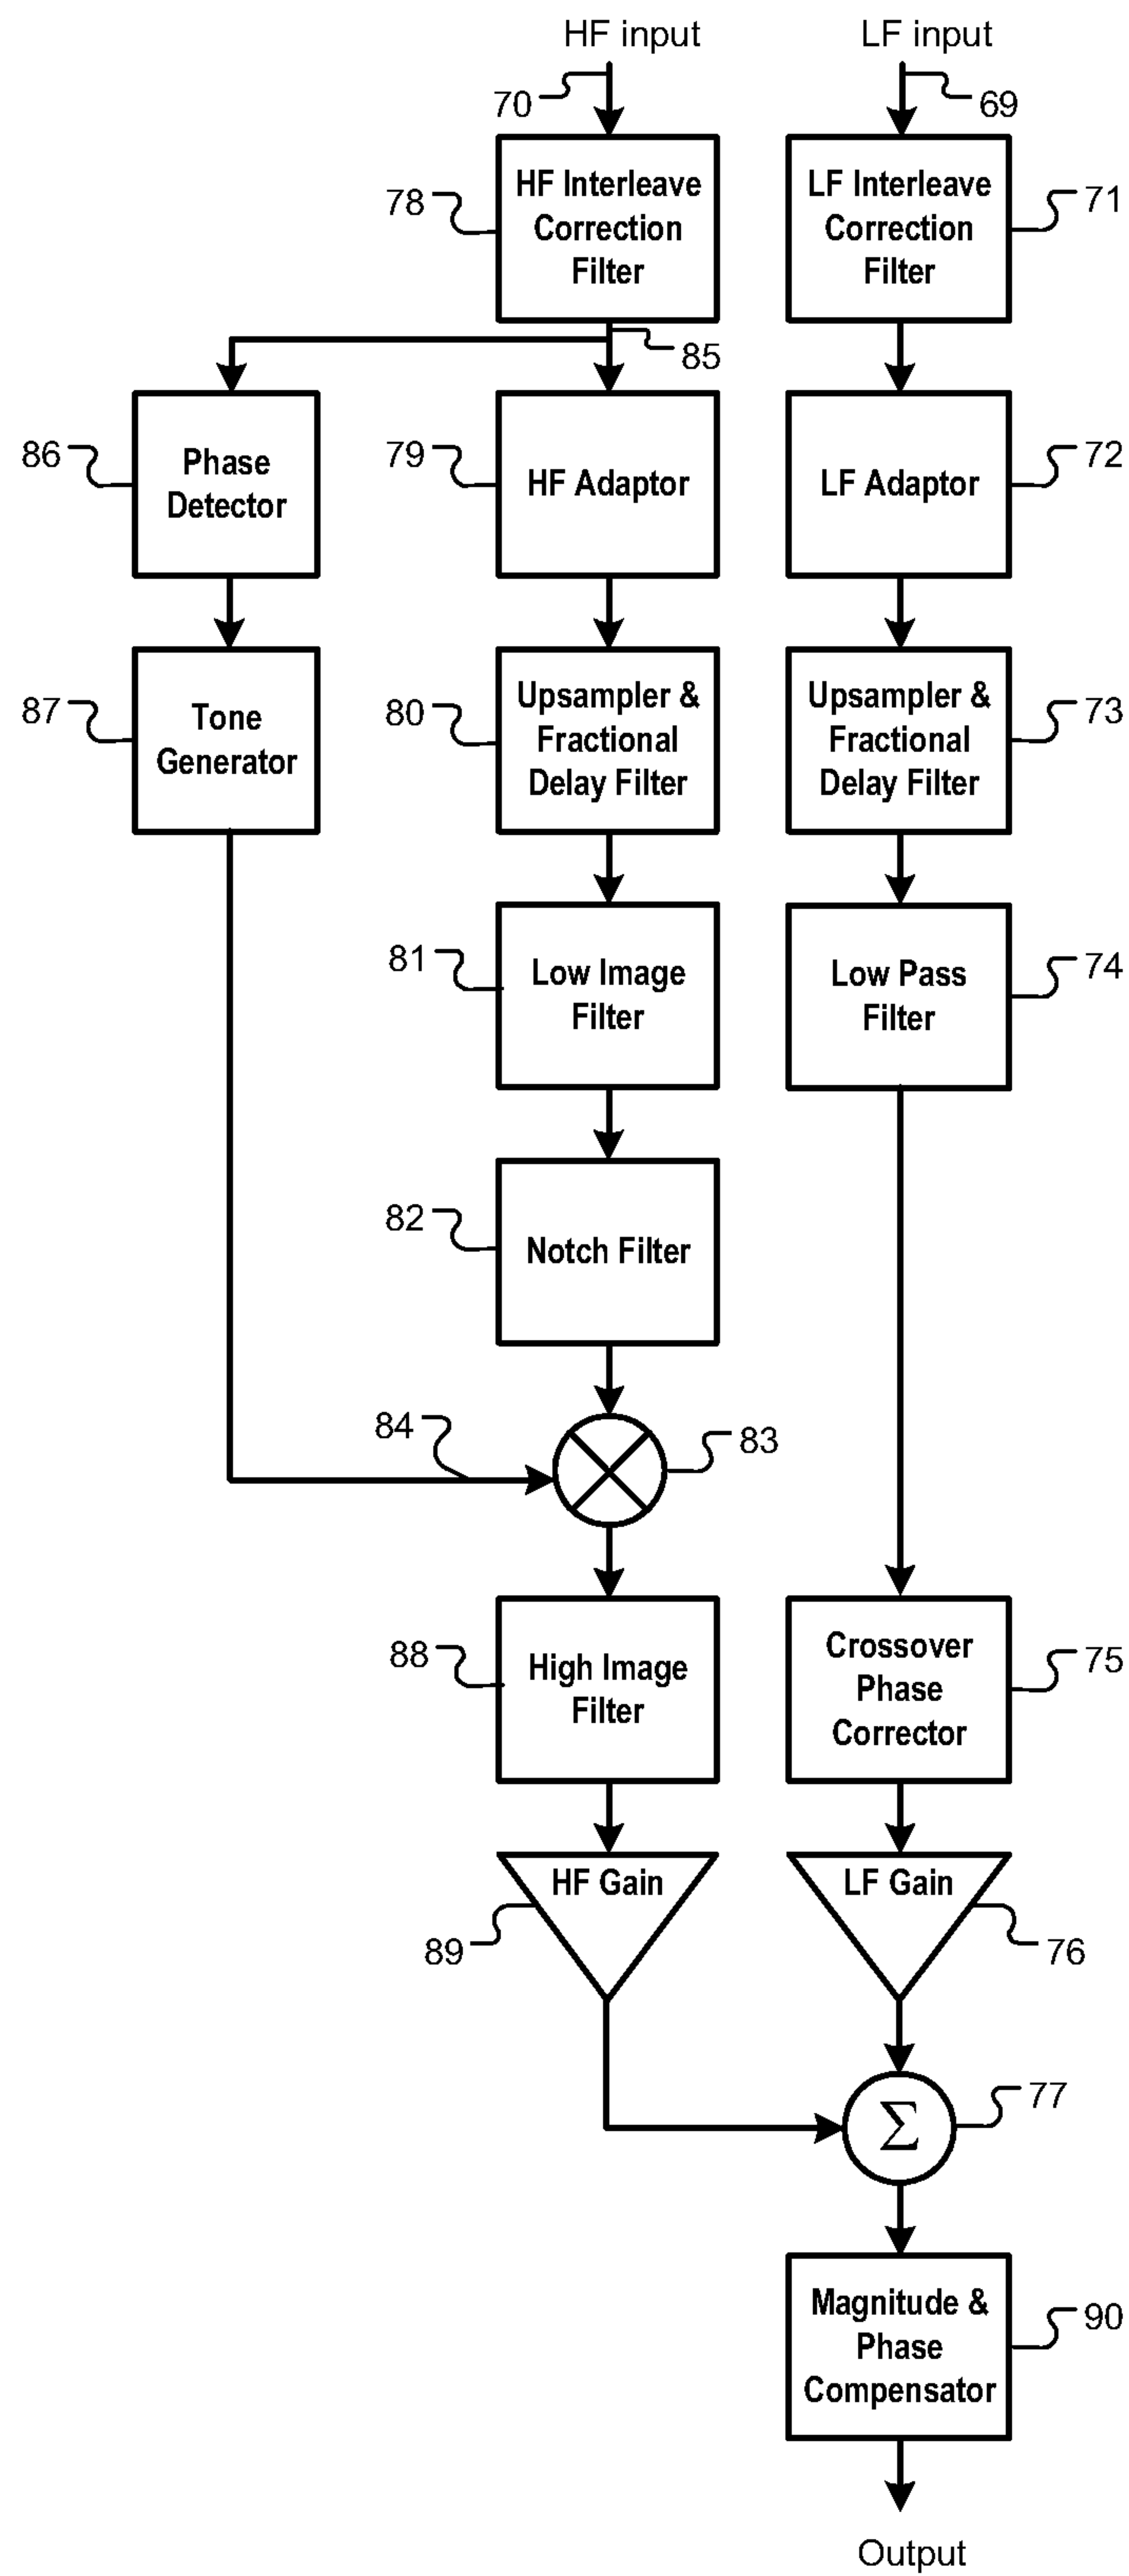 HF input
LF input
70
69
HF Interleave
Correction
Filter
78
LF Interleave
Correction
Filter
71
85
86
Phase
Detector
79
HF Adaptor
LF Adaptor
72
87
Tone
Generator
80
Upsampler &
Fractional
Delay Filter
Upsampler &
Fractional
Delay Filter
73
81
Low Image
Filter
Low Pass
Filter
74
82
Notch Filter
84
83
88
High Image
Filter
Crossover
Phase
Corrector
75
HF Gain
LF Gain
89
76
Σ
77
Magnitude &
Phase
Compensator
90
Output